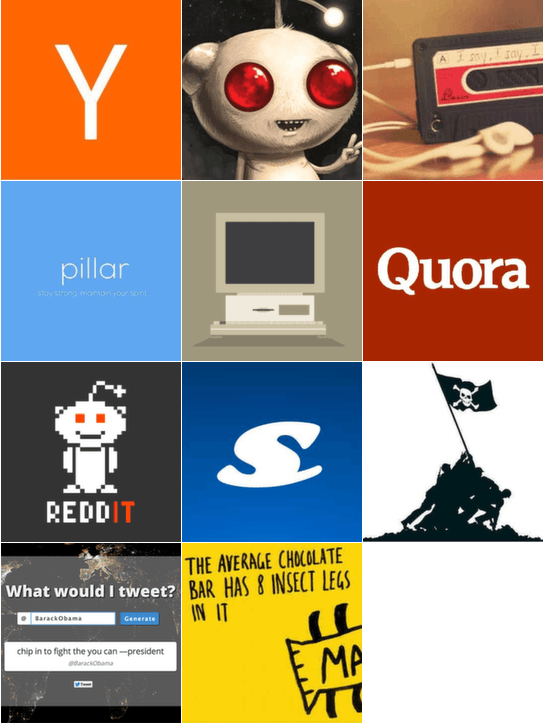 Y
A I say, I say, I
pillar
stay strong. maintain your spirit.
Quora
REDDIT
S
What would I tweet?
@ BarackObama Generate
chip in to fight the you can —president
@BarackObama
Tweet
THE AVERAGE CHOCOLATE
BAR HAS 8 INSECT LEGS
IN IT
MA